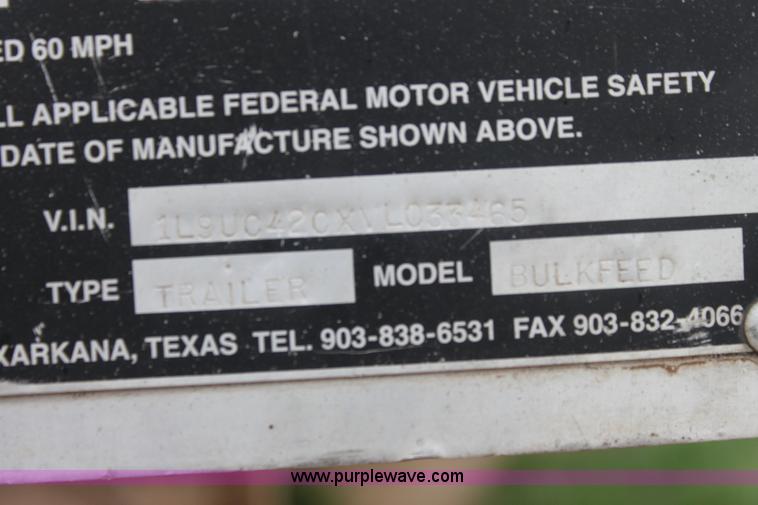 ED 60 MPH
LL APPLICABLE FEDERAL MOTOR VEHICLE SAFETY
DATE OF MANUFACTURE SHOWN ABOVE.
V.I.N. 1L9UC42CXVL033465
TYPE TRAILER MODEL BULKFEED
XARKANA, TEXAS TEL. 903-838-6531 FAX 903-832-4066
www.purplewave.com